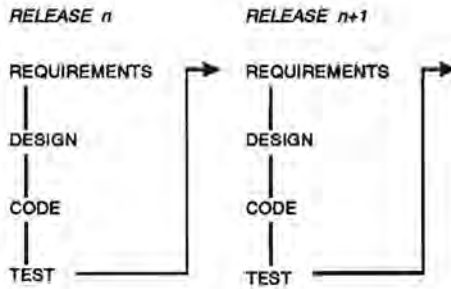 RELEASE n
REQUIREMENTS
DESIGN
CODE
TEST
RELEASE n+1
REQUIREMENTS
DESIGN
CODE
TEST